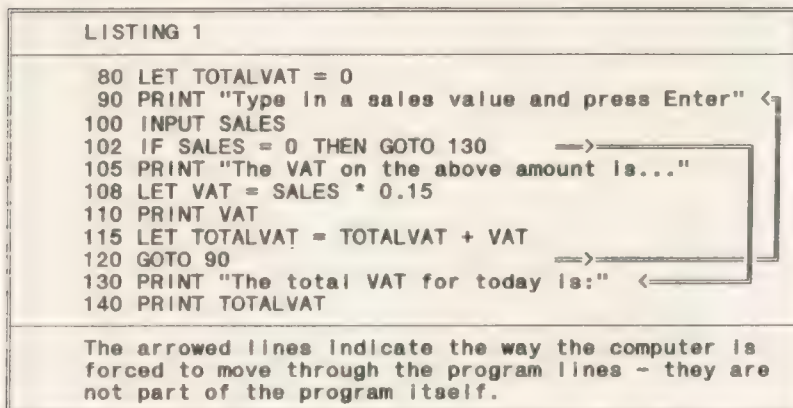 LISTING 1
80 LET TOTALVAT = 0
90 PRINT "Type in a sales value and press Enter" <
100 INPUT SALES
102 IF SALES = 0 THEN GOTO 130 ==>
105 PRINT "The VAT on the above amount is..."
108 LET VAT = SALES * 0.15
110 PRINT VAT
115 LET TOTALVAT = TOTALVAT + VAT
120 GOTO 90 ==>
130 PRINT "The total VAT for today is:" <
140 PRINT TOTALVAT
The arrowed lines indicate the way the computer is
forced to move through the program lines - they are
not part of the program itself.